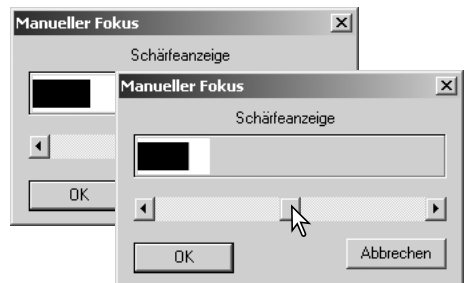 Manueller Fokus
Schärfeanzeige
OK
Manueller Fokus
Schärfeanzeige
OK
Abbrechen